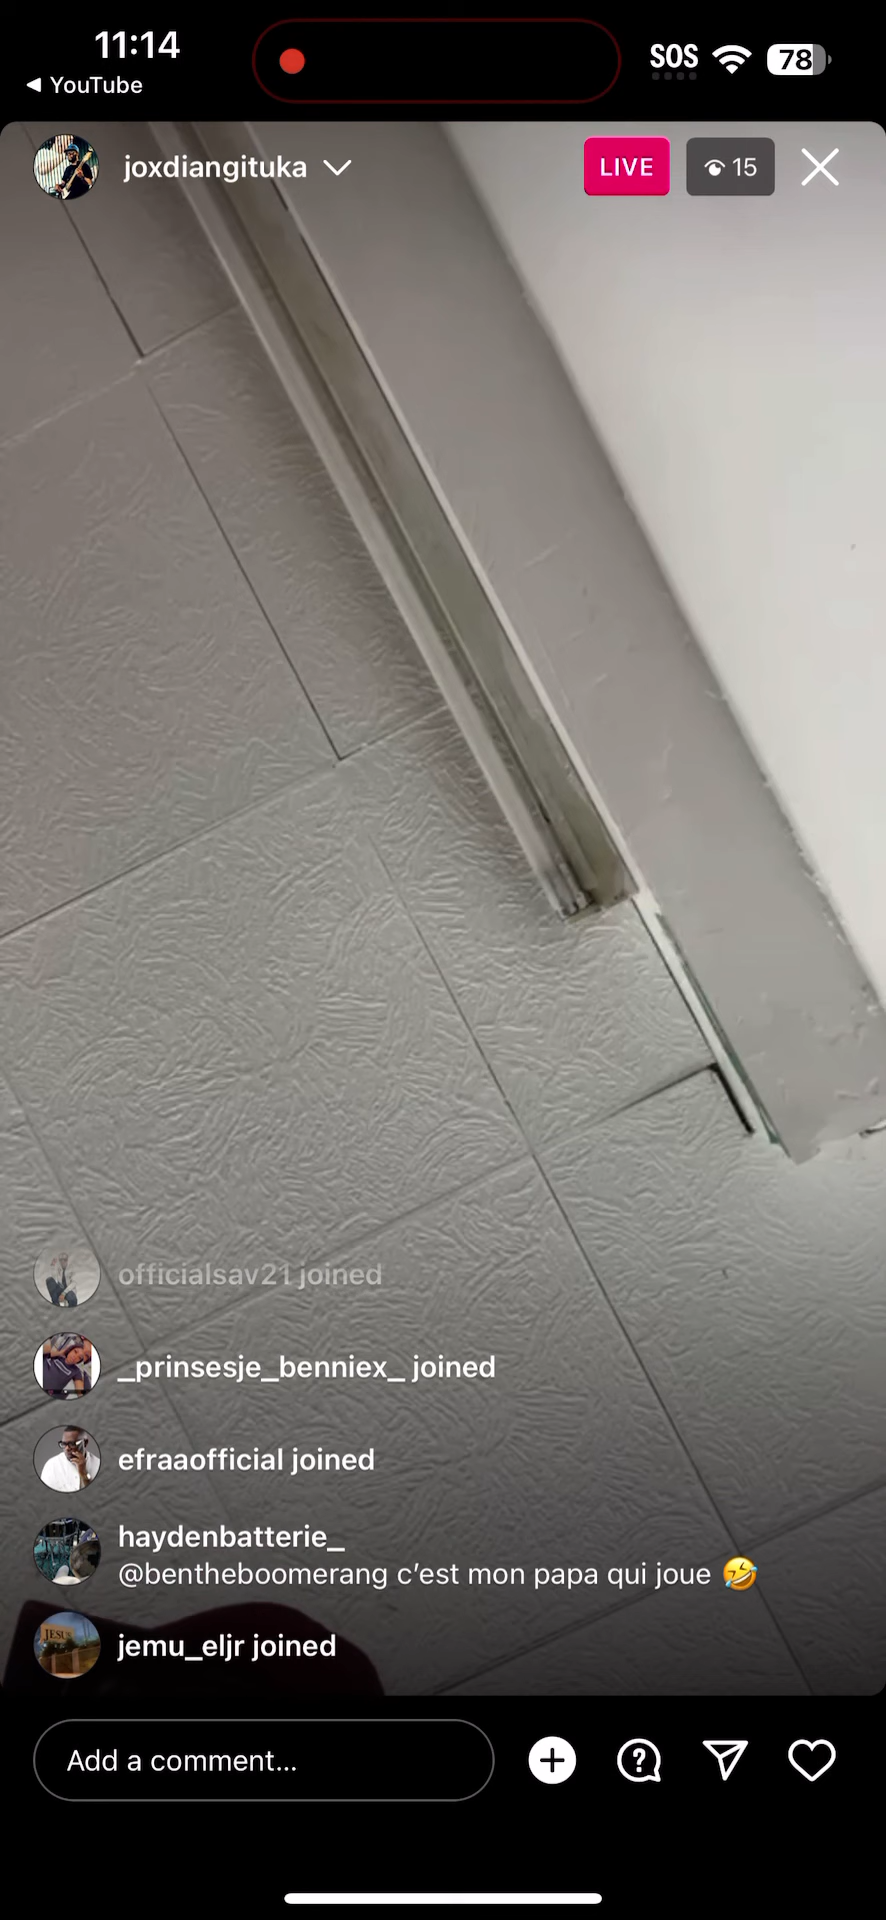 11:14
SOS
78
◀ YouTube
joxdiangituka
LIVE
15
officialsav21 joined
_prinsesje_benniex_ joined
efraaofficial joined
haydenbatterie_
@bentheboomerang c’est mon papa qui joue 🤣
JESUS
jemu_eljr joined
Add a comment...